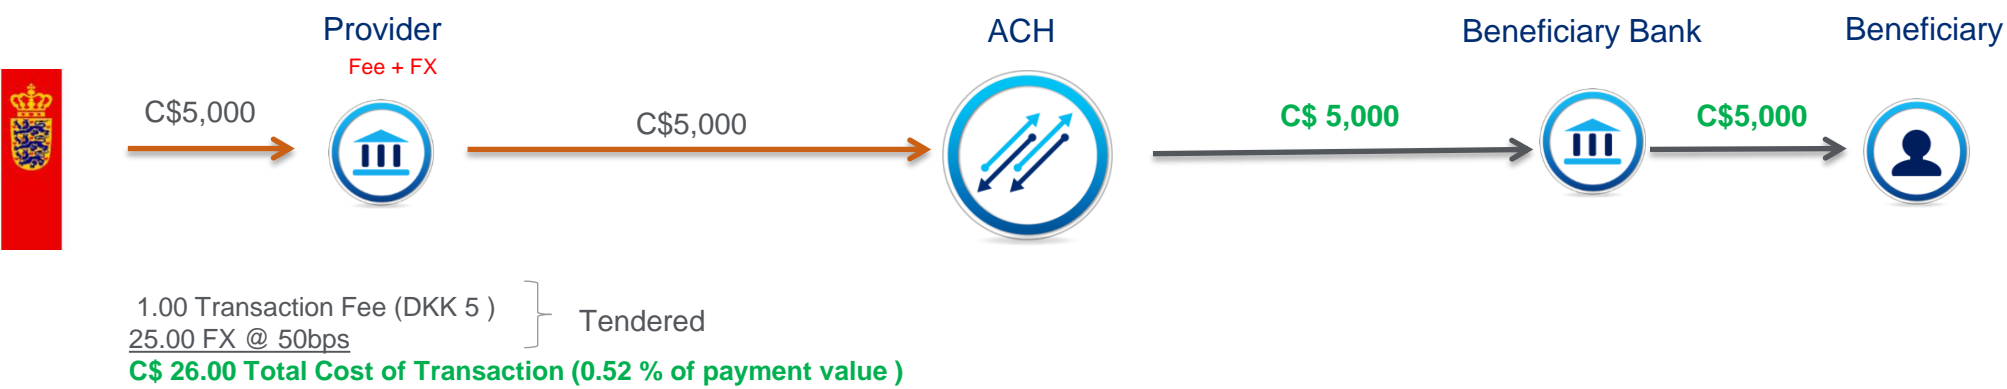 Provider
ACH
Beneficiary Bank
Beneficiary
Fee + FX
C$5,000
C$5,000
C$ 5,000
C$5,000
1.00 Transaction Fee (DKK 5 )
25.00 FX @ 50bps
Tendered
C$ 26.00 Total Cost of Transaction (0.52 % of payment value )